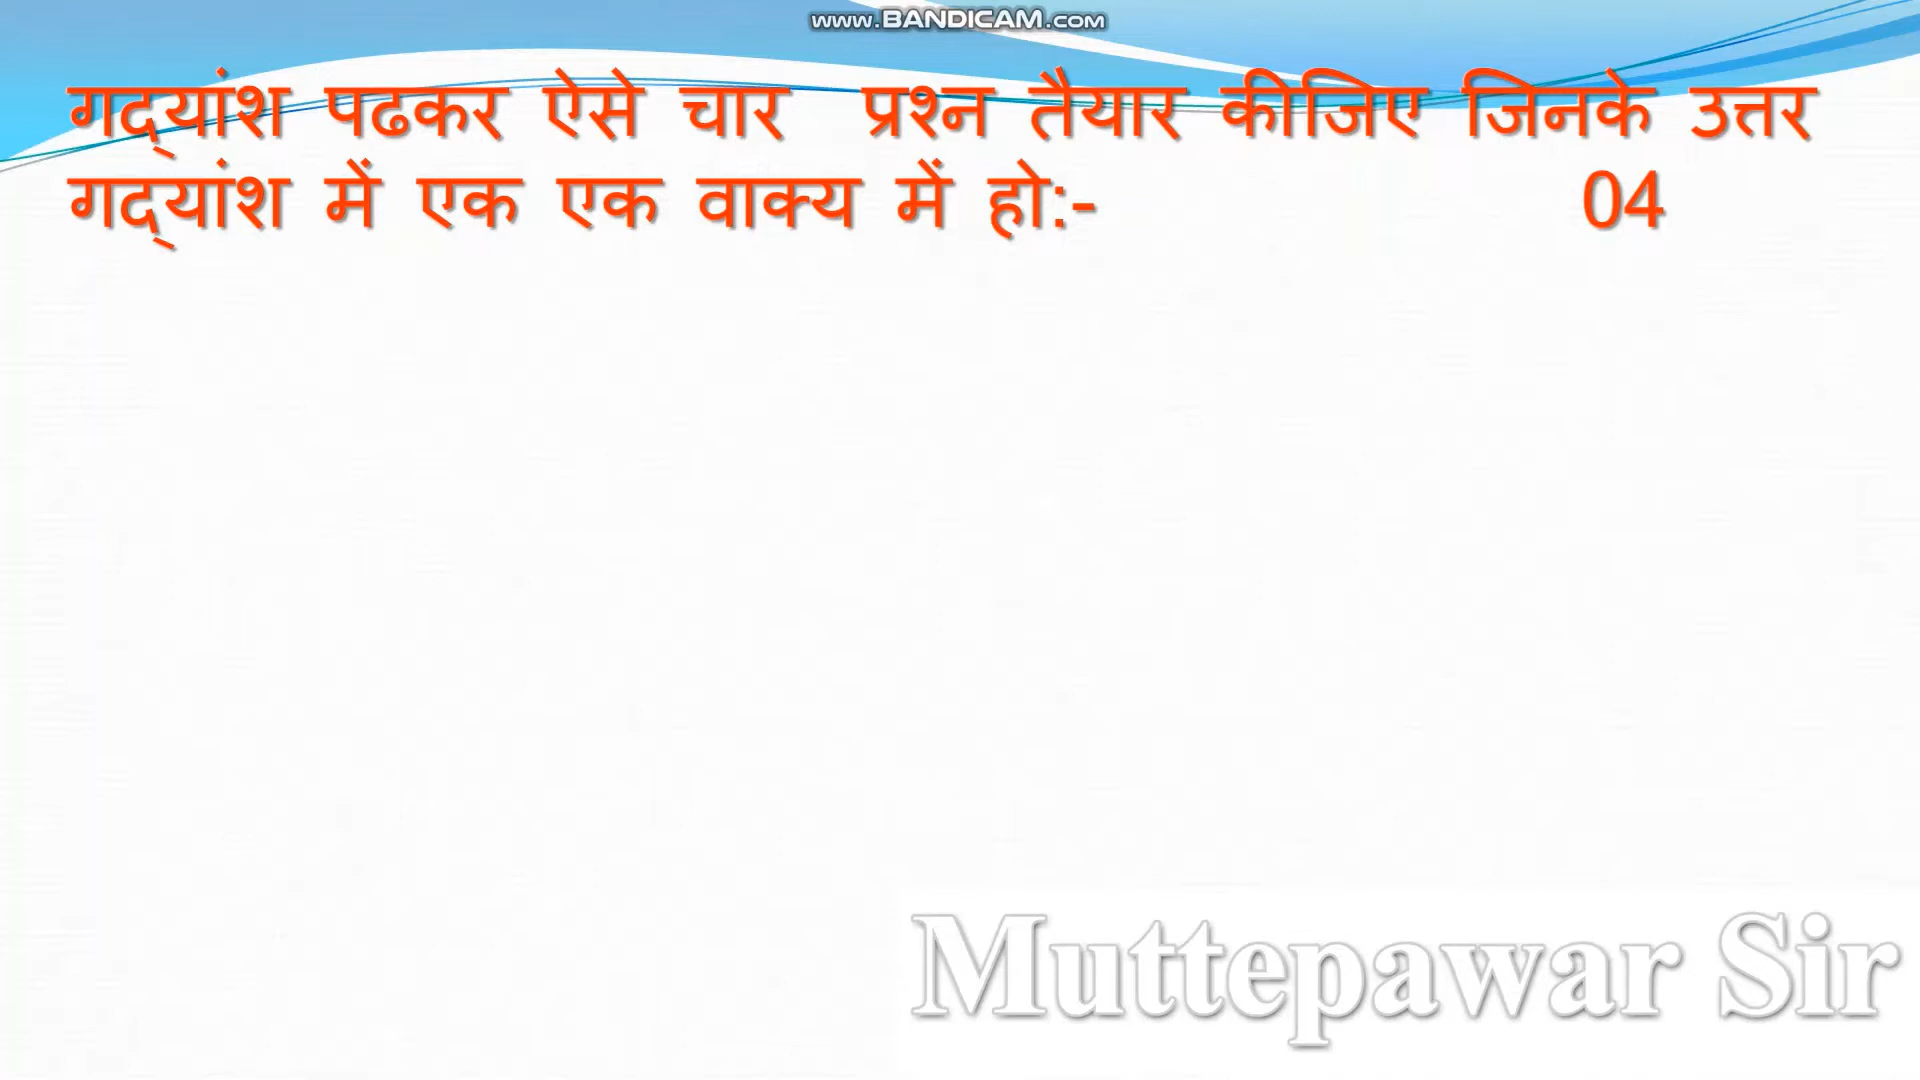 www.BANDICAM.com
गद्यांश पढकर ऐसे चार प्रश्न तैयार कीजिए जिनके उत्तर
गद्यांश में एक एक वाक्य में हो:- 04
Muttepawar Sir